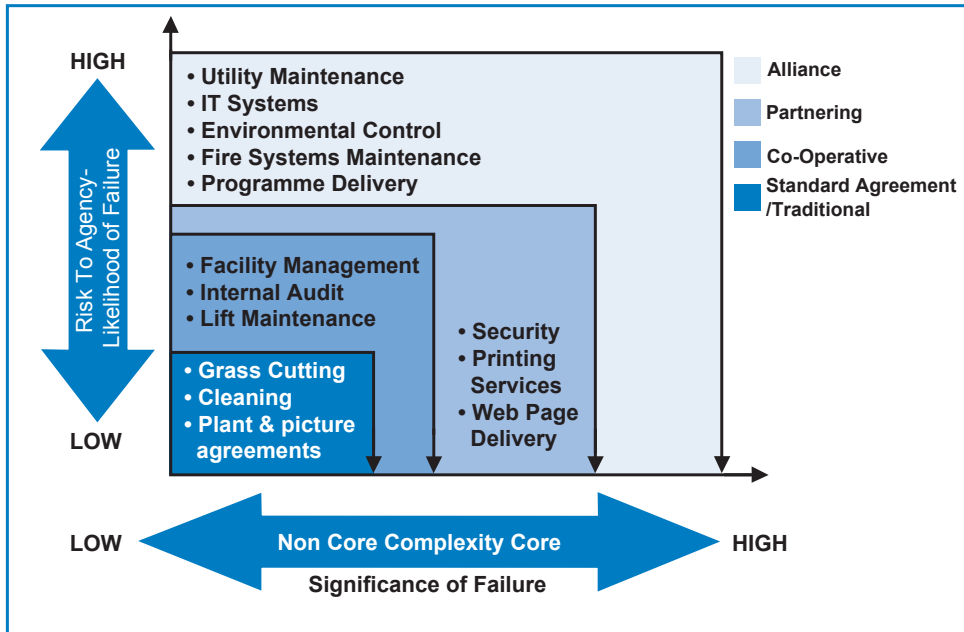 HIGH
Risk To Agency-
Likelihood of Failure
LOW
• Utility Maintenance
• IT Systems
• Environmental Control
• Fire Systems Maintenance
• Programme Delivery
• Facility Management
• Internal Audit
• Lift Maintenance
• Security
• Printing
Services
• Web Page
Delivery
• Grass Cutting
• Cleaning
• Plant & picture
agreements
Alliance
Partnering
Co-Operative
Standard Agreement
/Traditional
LOW
Non Core Complexity Core
HIGH
Significance of Failure